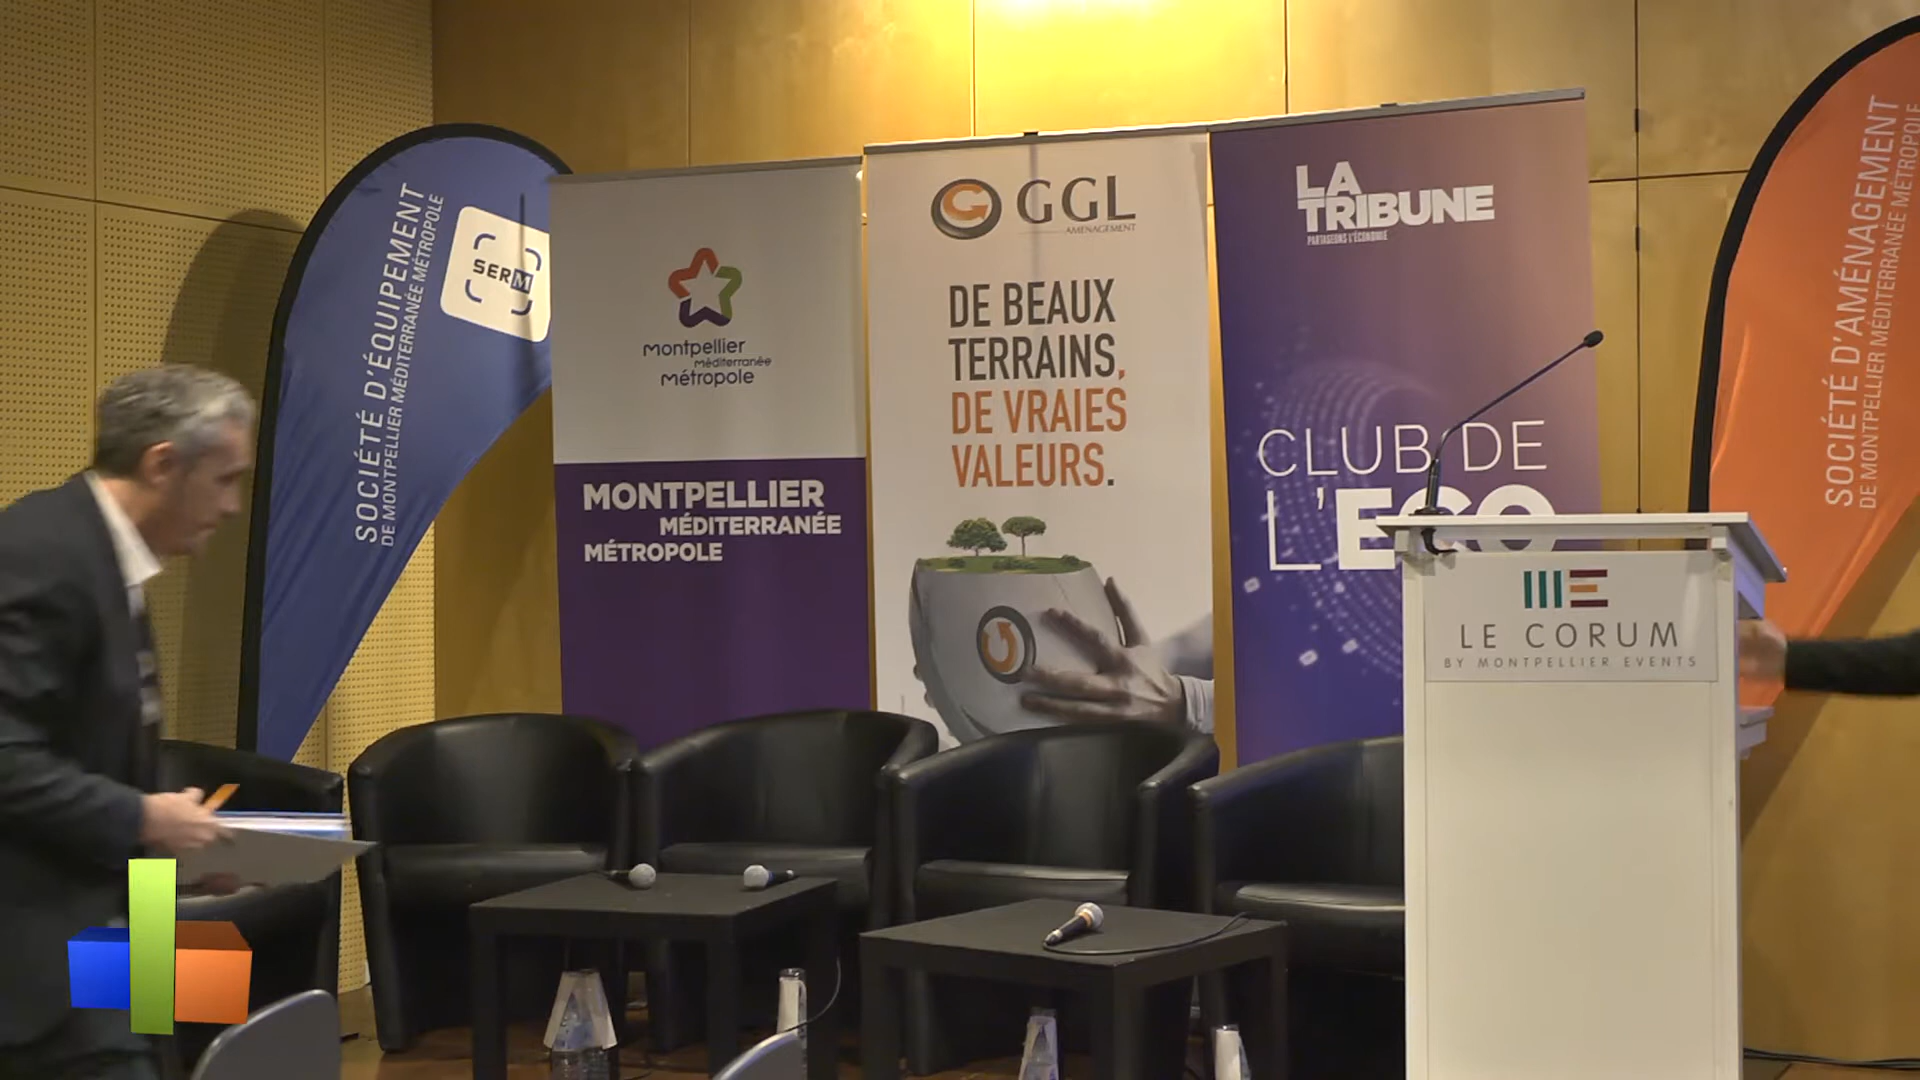 SOCIÉTÉ D'ÉQUIPEMENT
DE MONTPELLIER MÉDITERRANÉE MÉTROPOLE
SERM
montpellier
méditerranée
métropole
MONTPELLIER
MÉDITERRANÉE
MÉTROPOLE
GGL
AMENAGEMENT
DE BEAUX
TERRAINS,
DE VRAIES
VALEURS.
LA
TRIBUNE
PARTAGEONS L'ÉCONOMIE
CLUB DE
L'ECO
LE CORUM
BY MONTPELLIER EVENTS
SOCIÉTÉ D'AMÉNAGEMENT
DE MONTPELLIER MÉDITERRANÉE MÉTROPOLE